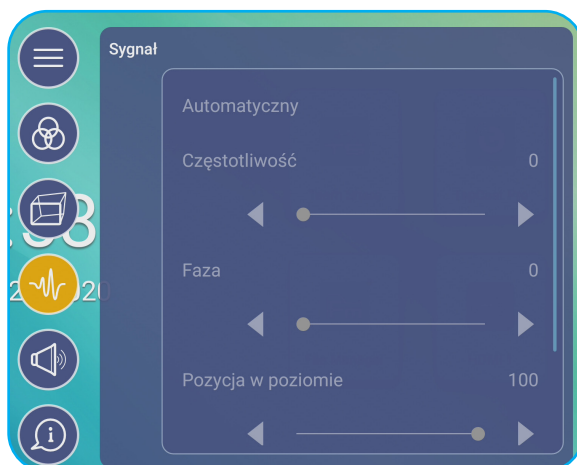 Sygnał
Automatyczny
Częstotliwość 0
Faza 0
Pozycja w poziomie 100